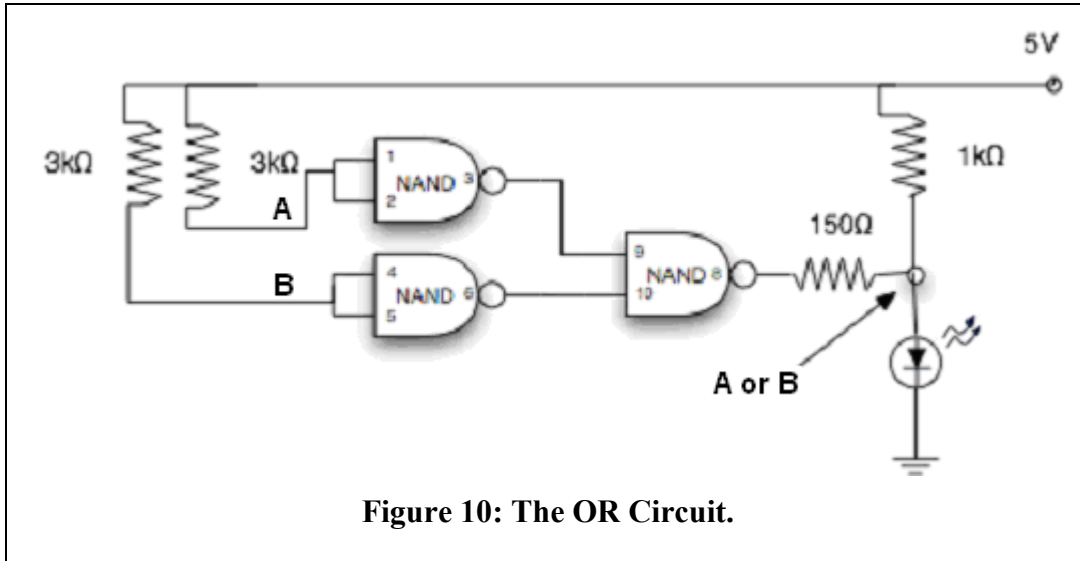 5V
3kΩ
3kΩ
1kΩ
A
1
2
NAND
3
150Ω
B
4
5
NAND
6
9
10
NAND
8
A or B
Figure 10: The OR Circuit.